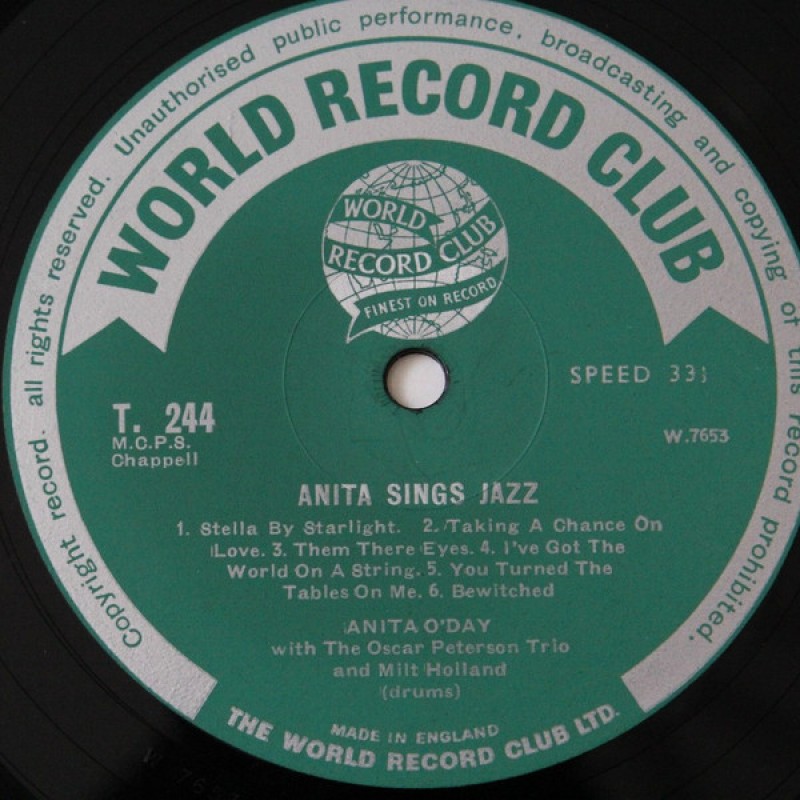 Copyright record. all rights reserved. Unauthorised public performance, broadcasting and copying of this record prohibited.
WORLD RECORD CLUB
WORLD
RECORD CLUB
FINEST ON RECORD
SPEED 33⅓
T. 244
M.C.P.S.
Chappell
W.7653
ANITA SINGS JAZZ
1. Stella By Starlight. 2. Taking A Chance On
Love. 3. Them There Eyes. 4. I've Got The
World On A String. 5. You Turned The
Tables On Me. 6. Bewitched
ANITA O'DAY
with The Oscar Peterson Trio
and Milt Holland
(drums)
MADE IN ENGLAND
THE WORLD RECORD CLUB LTD.